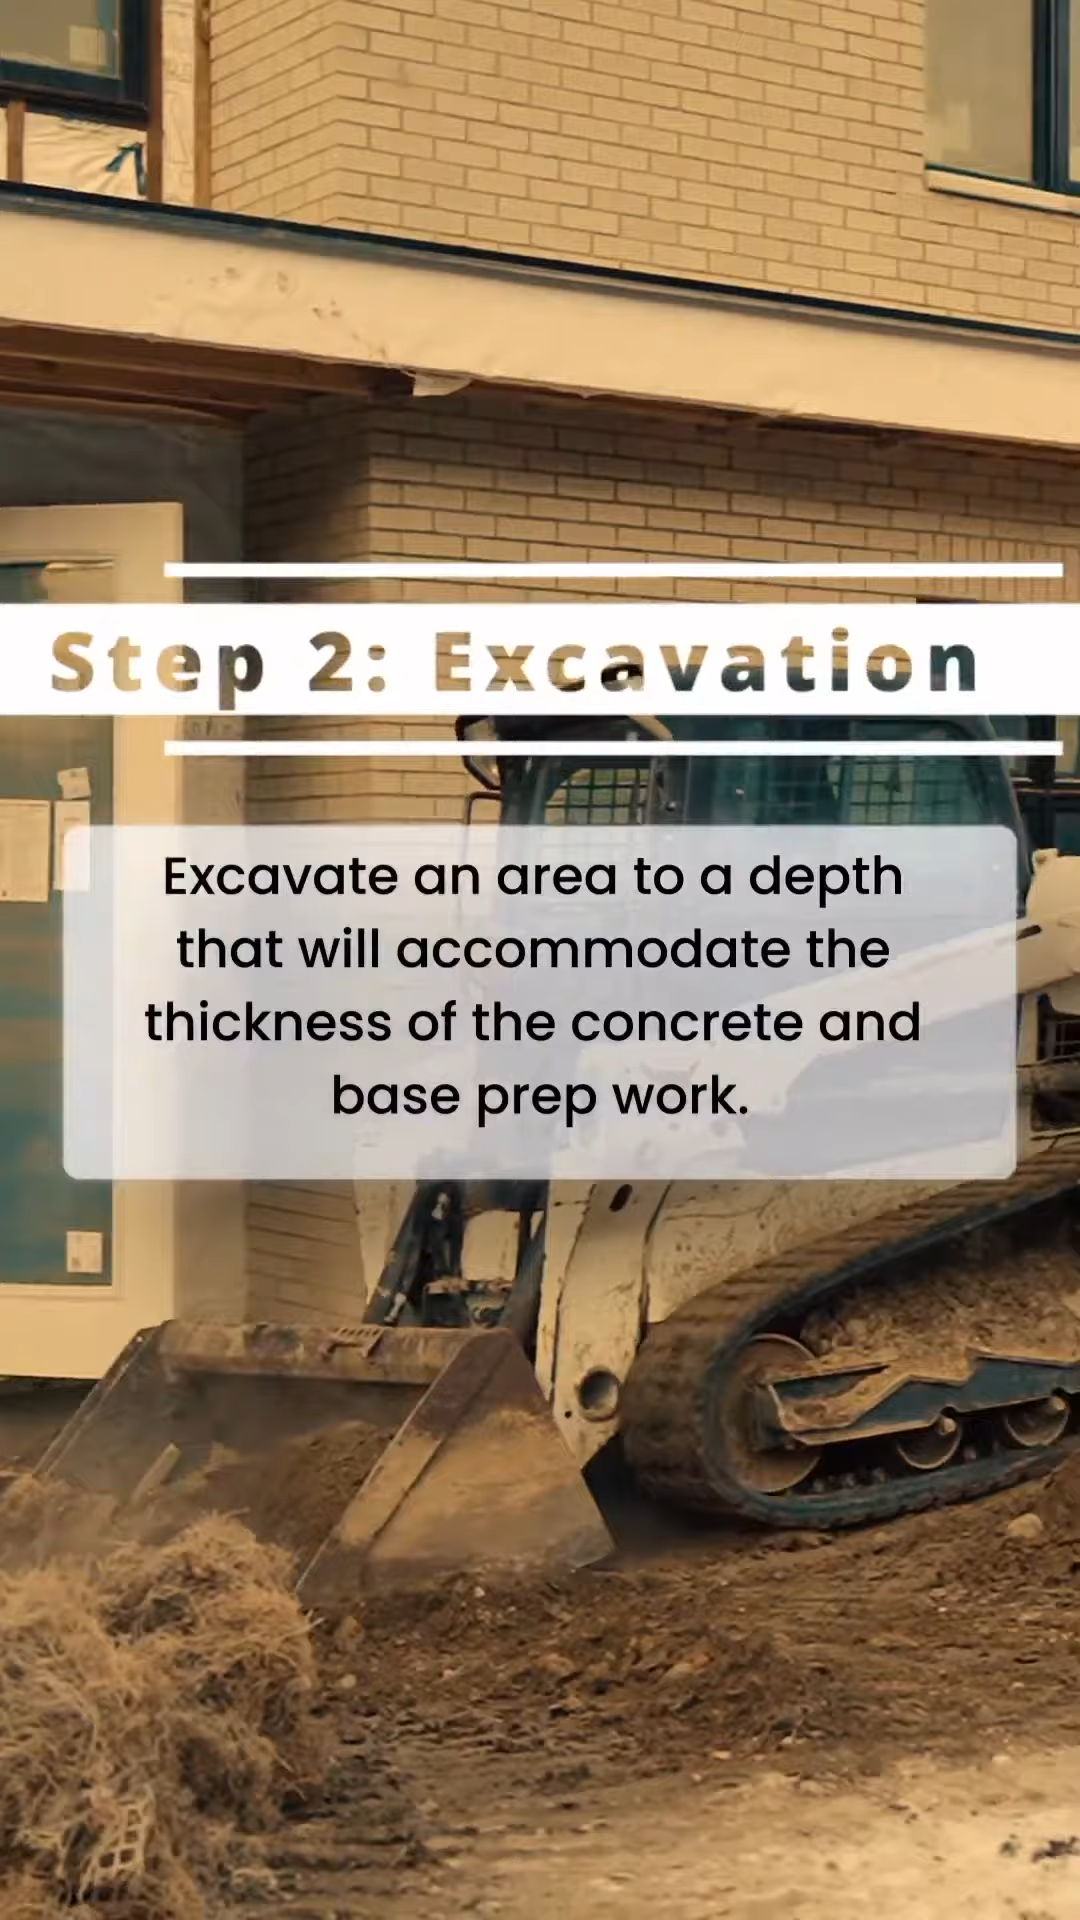 Step 2: Excavation
Excavate an area to a depth
that will accommodate the
thickness of the concrete and
base prep work.